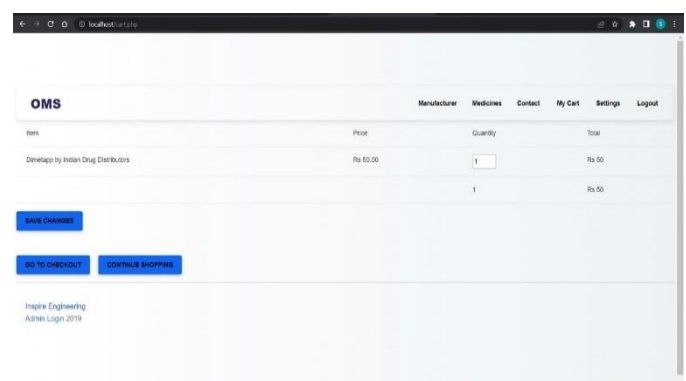 localhost/cart.php
OMS Manufacturer Medicines Contact My Cart Settings Logout
Item Price Quantity Total
Dimetapp by Indian Drug Distributors Rs 50.00 1 Rs 50
1 Rs 50
SAVE CHANGES
GO TO CHECKOUT CONTINUE SHOPPING
Inspire Engineering
Admin Login 2019